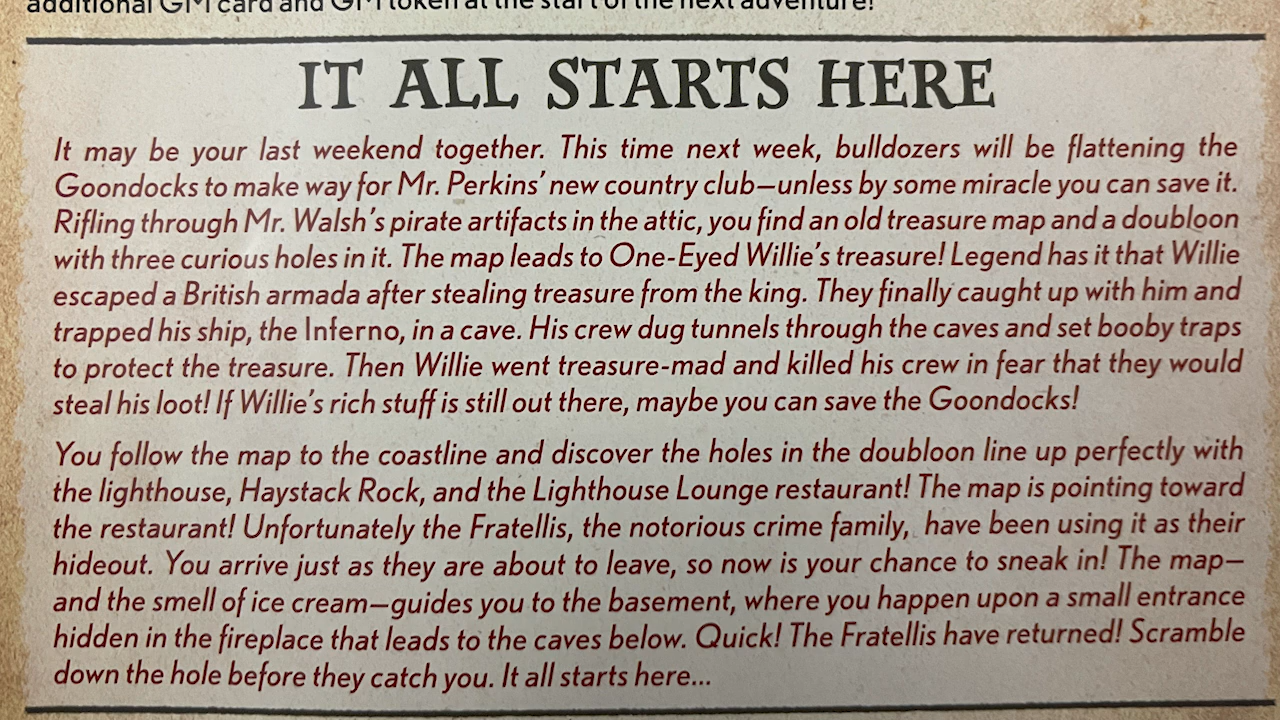 additional GM card and GM token at the start of the next adventure!
IT ALL STARTS HERE
It may be your last weekend together. This time next week, bulldozers will be flattening the
Goondocks to make way for Mr. Perkins' new country club—unless by some miracle you can save it.
Rifling through Mr. Walsh's pirate artifacts in the attic, you find an old treasure map and a doubloon
with three curious holes in it. The map leads to One-Eyed Willie's treasure! Legend has it that Willie
escaped a British armada after stealing treasure from the king. They finally caught up with him and
trapped his ship, the Inferno, in a cave. His crew dug tunnels through the caves and set booby traps
to protect the treasure. Then Willie went treasure-mad and killed his crew in fear that they would
steal his loot! If Willie's rich stuff is still out there, maybe you can save the Goondocks!
You follow the map to the coastline and discover the holes in the doubloon line up perfectly with
the lighthouse, Haystack Rock, and the Lighthouse Lounge restaurant! The map is pointing toward
the restaurant! Unfortunately the Fratellis, the notorious crime family, have been using it as their
hideout. You arrive just as they are about to leave, so now is your chance to sneak in! The map—
and the smell of ice cream—guides you to the basement, where you happen upon a small entrance
hidden in the fireplace that leads to the caves below. Quick! The Fratellis have returned! Scramble
down the hole before they catch you. It all starts here...